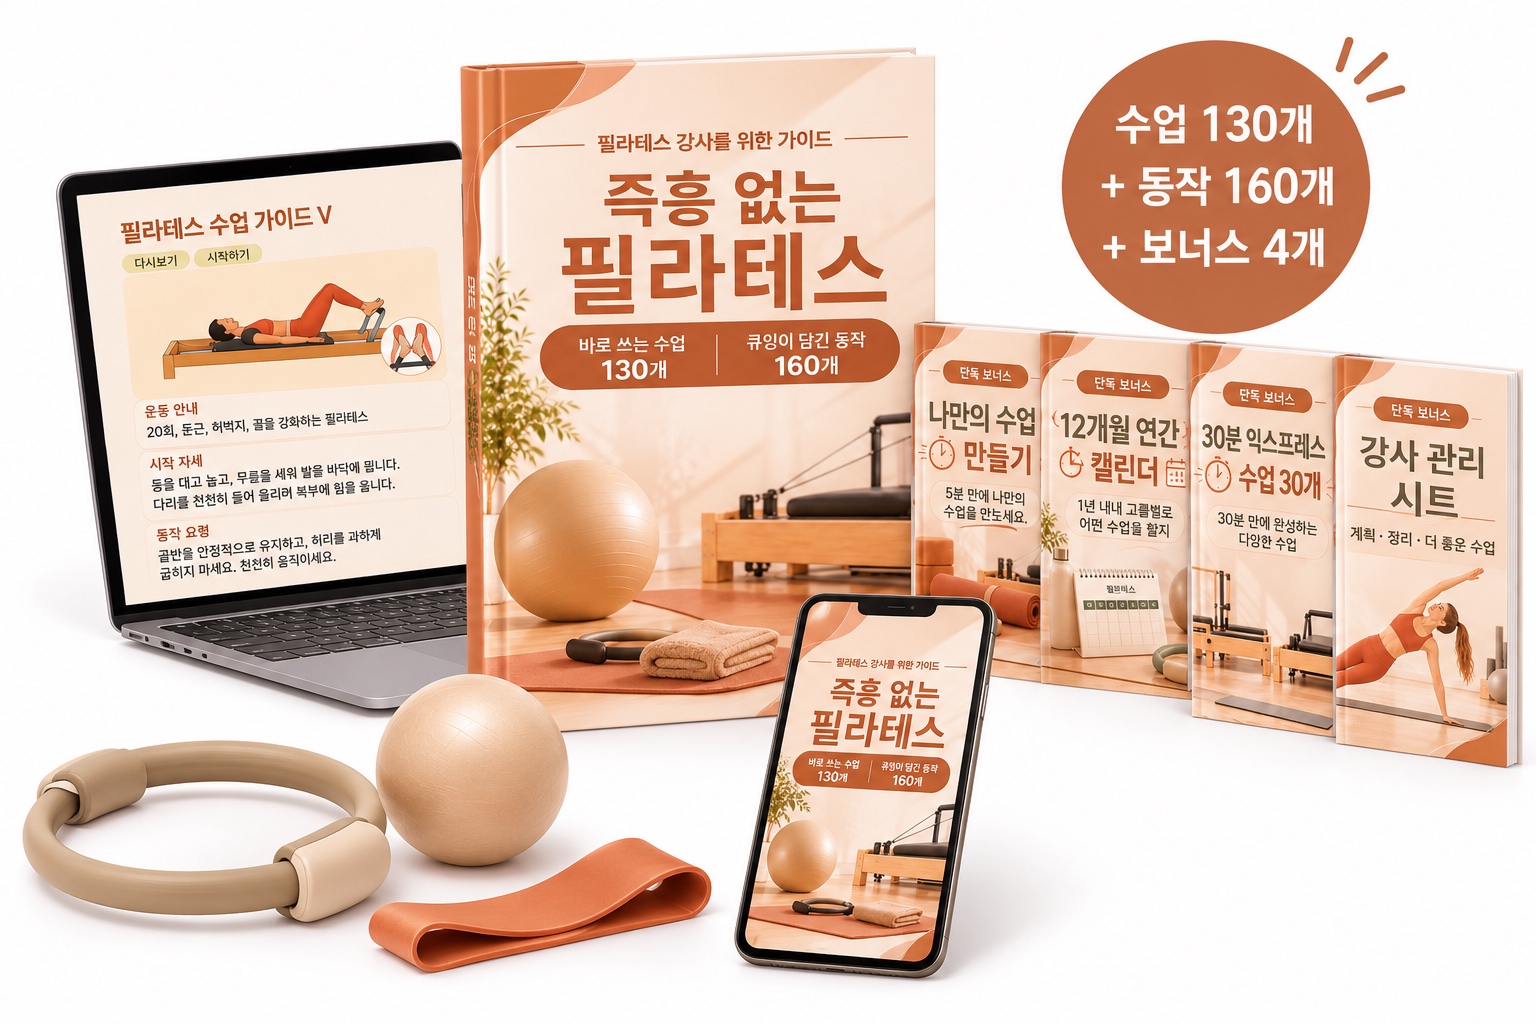 필라테스 수업 가이드 V
다시보기
시작하기
운동 안내
20회, 둔근, 허벅지, 골을 강화하는 필라테스
시작 자세
등을 대고 눕고, 무릎을 세워 발을 바닥에 밉니다.
다리를 천천히 들어 올리며 복부에 힘을 줍니다.
동작 요령
골반을 안정적으로 유지하고, 허리를 과하게
굽히지 마세요. 천천히 움직이세요.
필라테스 강사를 위한 가이드
즉흥 없는
필라테스
바로 쓰는 수업
130개
큐잉이 담긴 동작
160개
수업 130개
+ 동작 160개
+ 보너스 4개
단독 보너스
나만의 수업
만들기
5분 만에 나만의
수업을 만드세요.
단독 보너스
12개월 연간
캘린더
1년 내내 고를별로
어떤 수업을 할지
단독 보너스
30분 익스프레스
수업 30개
30분 만에 완성하는
다양한 수업
단독 보너스
강사 관리
시트
계획 · 정리 · 더 좋은 수업
필라테스 강사를 위한 가이드
즉흥 없는
필라테스
바로 쓰는 수업
130개
큐잉이 담긴 동작
160개